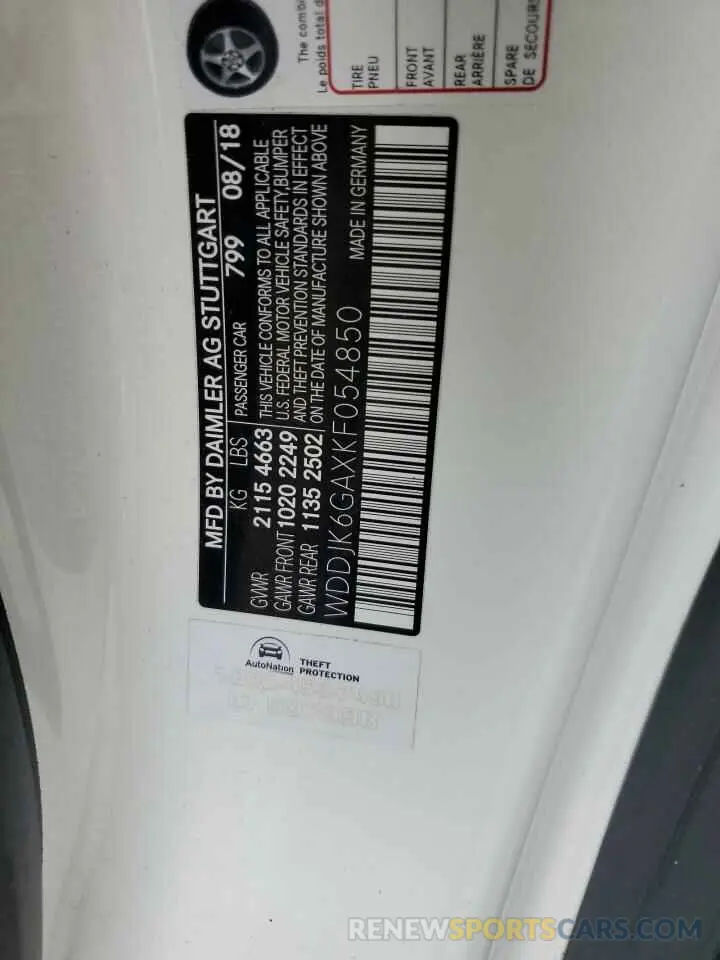 The combi
Le poids total d
TIRE
PNEU
FRONT
AVANT
REAR
ARRIÈRE
SPARE
DE SECOURS
MFD BY DAIMLER AG STUTTGART
KG LBS PASSENGER CAR 799 08/18
GVWR 2115 4663
GAWR FRONT 1020 2249
GAWR REAR 1135 2502
THIS VEHICLE CONFORMS TO ALL APPLICABLE
U.S. FEDERAL MOTOR VEHICLE SAFETY,BUMPER
AND THEFT PREVENTION STANDARDS IN EFFECT
ON THE DATE OF MANUFACTURE SHOWN ABOVE
WDDJK6GAXKF054850 MADE IN GERMANY
AutoNation
THEFT
PROTECTION
RENEWSPORTSCARS.COM